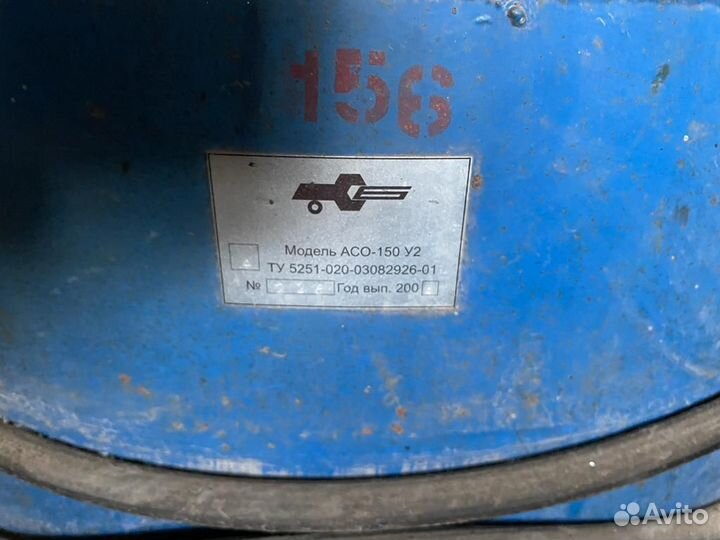 156
Модель АСО-150 У2
ТУ 5251-020-03082926-01
№ Год вып. 200
Avito